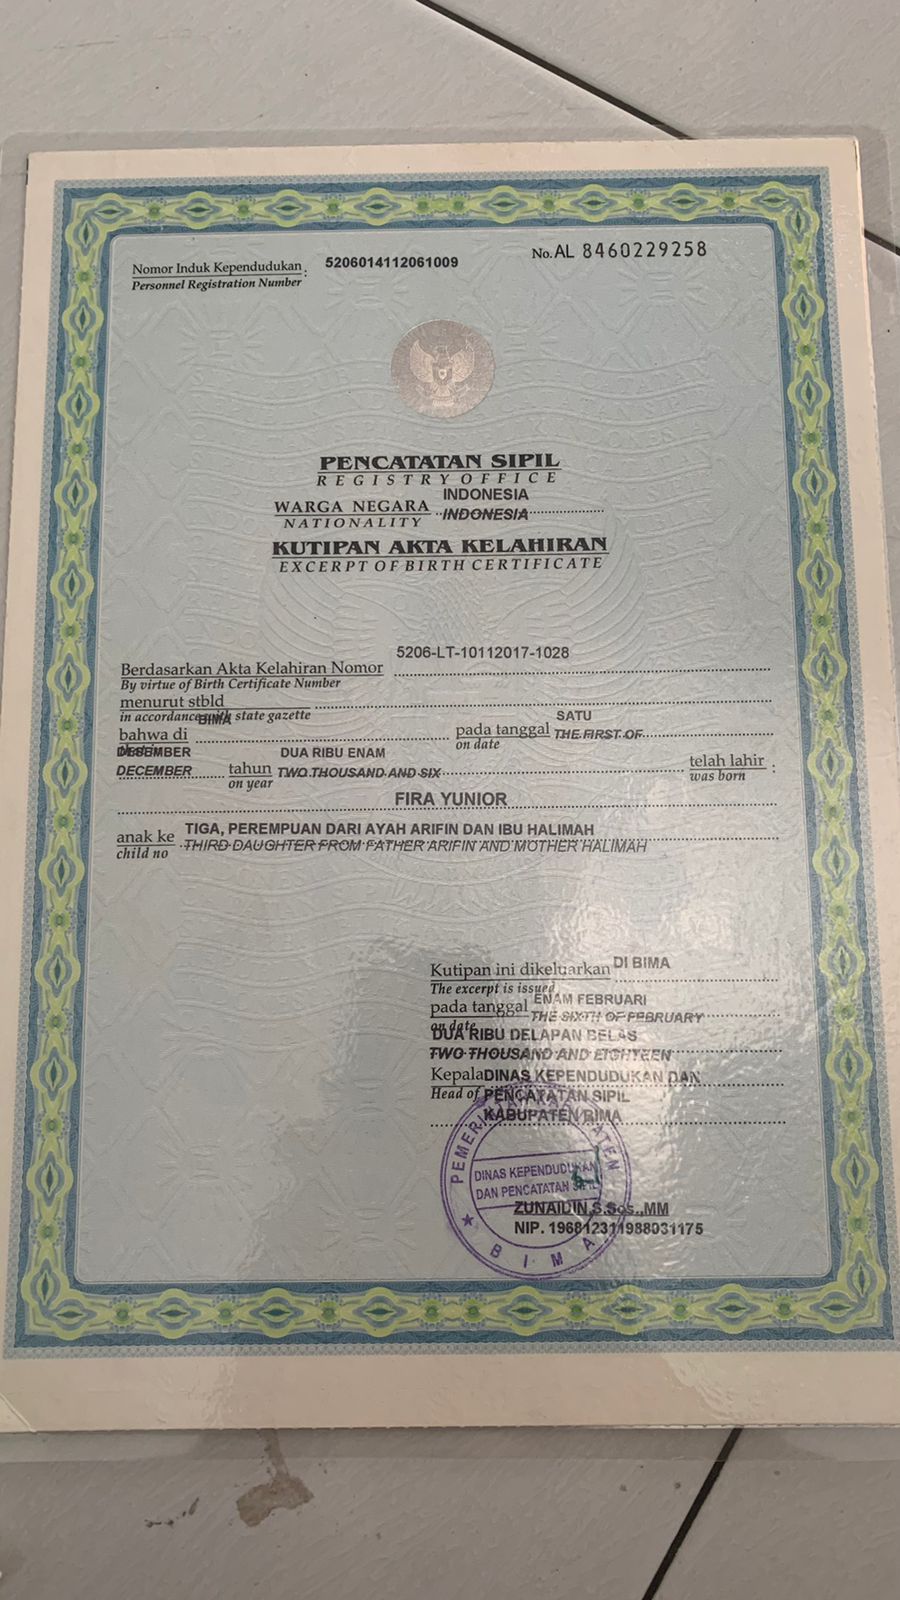 Nomor Induk Kependudukan : 5206014112061009
Personnel Registration Number
No. AL 8460229258
PENCATATAN SIPIL
REGISTRY OFFICE
WARGA NEGARA INDONESIA
NATIONALITY INDONESIA
KUTIPAN AKTA KELAHIRAN
EXCERPT OF BIRTH CERTIFICATE
Berdasarkan Akta Kelahiran Nomor 5206-LT-10112017-1028
By virtue of Birth Certificate Number
menurut stbld
in accordance with state gazette
bahwa di BIMA pada tanggal SATU
on date THE FIRST OF
DESEMBER tahun DUA RIBU ENAM telah lahir :
DECEMBER on year TWO THOUSAND AND SIX was born
FIRA YUNIOR
anak ke TIGA, PEREMPUAN DARI AYAH ARIFIN DAN IBU HALIMAH
child no THIRD DAUGHTER FROM FATHER ARIFIN AND MOTHER HALIMAH
Kutipan ini dikeluarkan DI BIMA
The excerpt is issued
pada tanggal ENAM FEBRUARI
on date THE SIXTH OF FEBRUARY
DUA RIBU DELAPAN BELAS
TWO THOUSAND AND EIGHTEEN
Kepala DINAS KEPENDUDUKAN DAN
Head of PENCATATAN SIPIL
KABUPATEN BIMA
PEMERINTAH KABUPATEN
DINAS KEPENDUDUKAN
DAN PENCATATAN SIPIL
BIMA
ZUNAIDIN,S.Sos.,MM
NIP. 196812311988031175